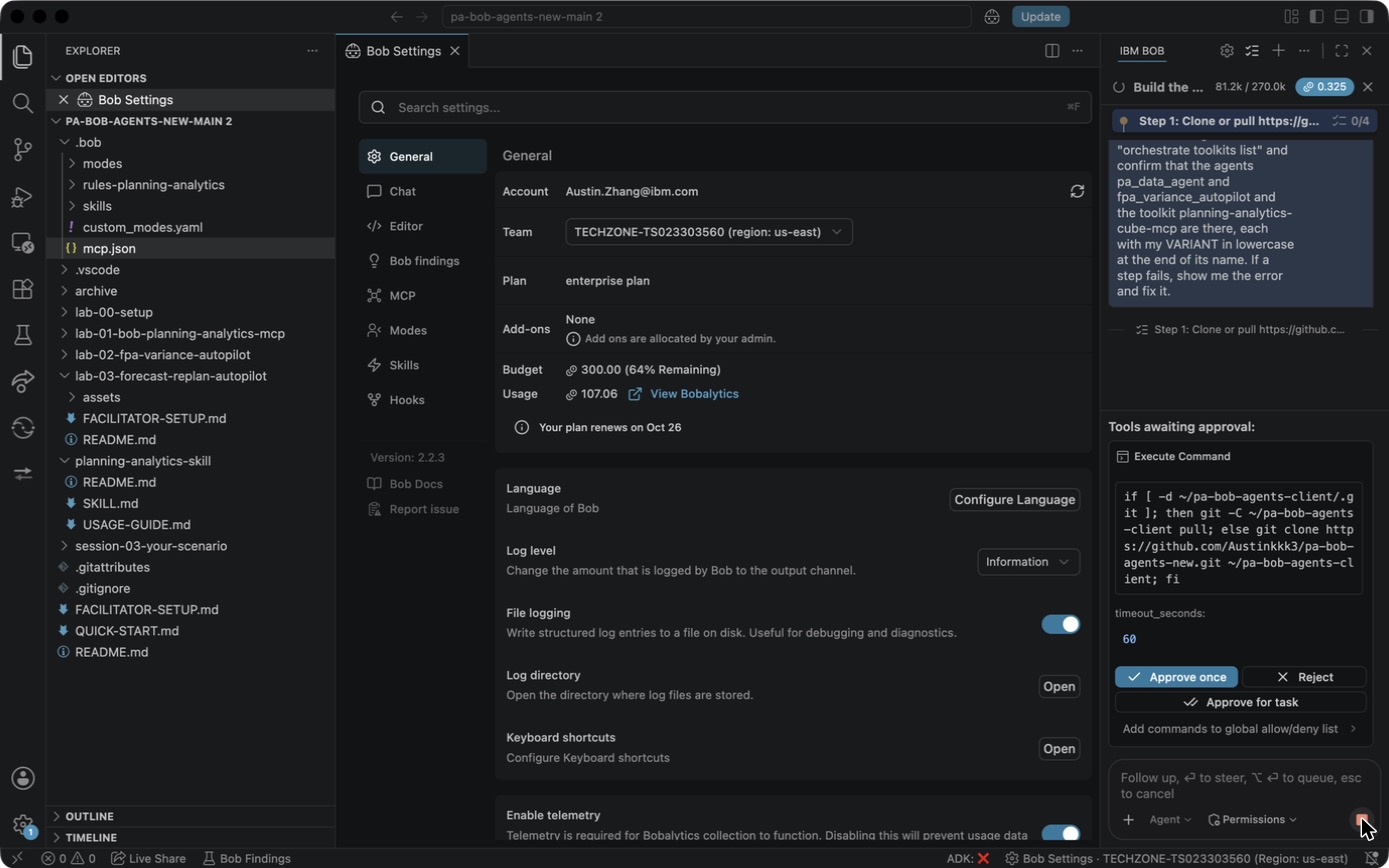 pa-bob-agents-new-main 2
Update
EXPLORER
OPEN EDITORS
Bob Settings
PA-BOB-AGENTS-NEW-MAIN 2
.bob
modes
rules-planning-analytics
skills
! custom_modes.yaml
{} mcp.json
.vscode
archive
lab-00-setup
lab-01-bob-planning-analytics-mcp
lab-02-fpa-variance-autopilot
lab-03-forecast-replan-autopilot
assets
FACILITATOR-SETUP.md
README.md
planning-analytics-skill
README.md
SKILL.md
USAGE-GUIDE.md
session-03-your-scenario
.gitattributes
.gitignore
FACILITATOR-SETUP.md
QUICK-START.md
README.md
OUTLINE
TIMELINE
1
Bob Settings
Search settings...
⌘F
General
Chat
Editor
Bob findings
MCP
Modes
Skills
Hooks
Version: 2.2.3
Bob Docs
Report issue
General
Account Austin.Zhang@ibm.com
Team TECHZONE-TS023303560 (region: us-east)
Plan enterprise plan
Add-ons None
Add ons are allocated by your admin.
Budget 300.00 (64% Remaining)
Usage 107.06 View Bobalytics
Your plan renews on Oct 26
Language
Language of Bob
Configure Language
Log level
Change the amount that is logged by Bob to the output channel.
Information
File logging
Write structured log entries to a file on disk. Useful for debugging and diagnostics.
Log directory
Open the directory where log files are stored.
Open
Keyboard shortcuts
Configure Keyboard shortcuts
Open
Enable telemetry
Telemetry is required for Bobalytics collection to function. Disabling this will prevent usage data
IBM BOB
Build the ... 81.2k / 270.0k 0.325
Step 1: Clone or pull https://g... 0/4
"orchestrate toolkits list" and
confirm that the agents
pa_data_agent and
fpa_variance_autopilot and
the toolkit planning-analytics-
cube-mcp are there, each
with my VARIANT in lowercase
at the end of its name. If a
step fails, show me the error
and fix it.
Step 1: Clone or pull https://github.c...
Tools awaiting approval:
Execute Command
if [ -d ~/pa-bob-agents-client/.g
it ]; then git -C ~/pa-bob-agents
-client pull; else git clone http
s://github.com/Austinkkk3/pa-bob-
agents-new.git ~/pa-bob-agents-cl
ient; fi
timeout_seconds:
60
Approve once
Reject
Approve for task
Add commands to global allow/deny list
Follow up, ⏎ to steer, ⌥ ⏎ to queue, esc
to cancel
Agent
Permissions
0 0 Live Share Bob Findings
ADK: ❌ Bob Settings · TECHZONE-TS023303560 (Region: us-east)